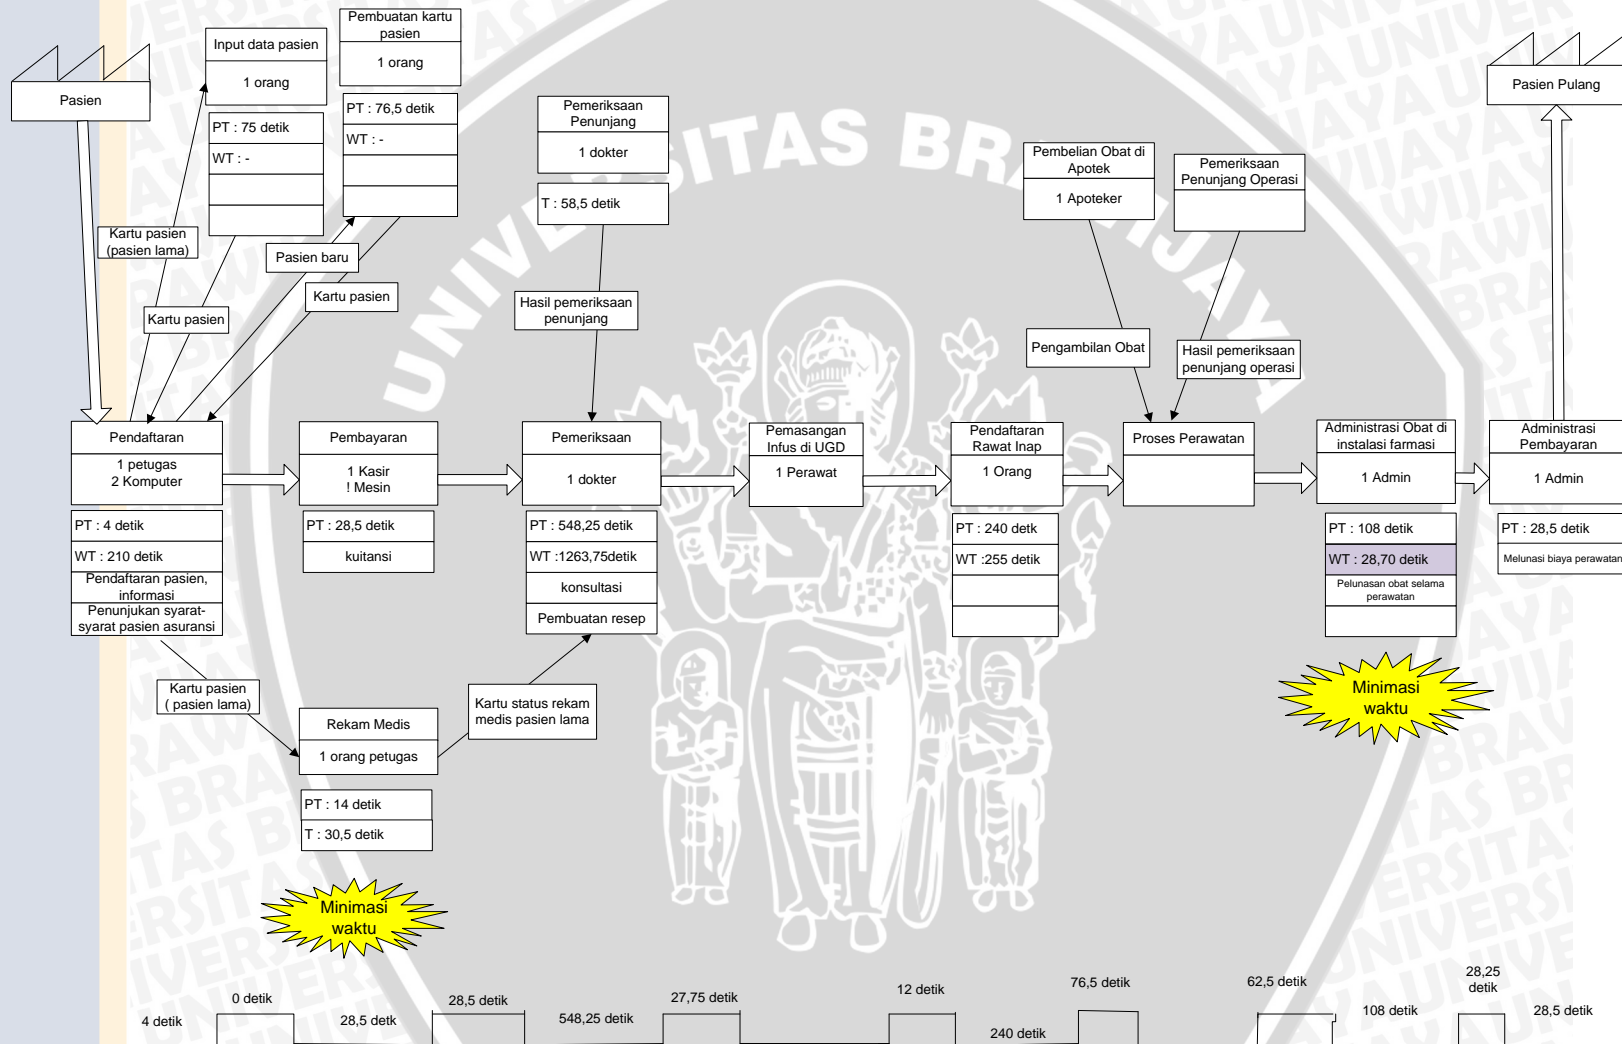 Pasien
Input data pasien
1 orang
PT : 75 detik
WT : -
Pembuatan kartu
pasien
1 orang
PT : 76,5 detik
WT : -
Pemeriksaan
Penunjang
1 dokter
T : 58,5 detik
Pembelian Obat di
Apotek
1 Apoteker
Pemeriksaan
Penunjang Operasi
Pasien Pulang
Kartu pasien
(pasien lama)
Pasien baru
Kartu pasien
Kartu pasien
Hasil pemeriksaan
penunjang
Pengambilan Obat
Hasil pemeriksaan
penunjang operasi
Pendaftaran
1 petugas
2 Komputer
PT : 4 detik
WT : 210 detik
Pendaftaran pasien,
informasi
Penunjukan syarat-
syarat pasien asuransi
Pembayaran
1 Kasir
! Mesin
PT : 28,5 detik
kuitansi
Pemeriksaan
1 dokter
PT : 548,25 detik
WT :1263,75detik
konsultasi
Pembuatan resep
Pemasangan
Infus di UGD
1 Perawat
Pendaftaran
Rawat Inap
1 Orang
PT : 240 detk
WT :255 detik
Proses Perawatan
Administrasi Obat di
instalasi farmasi
1 Admin
PT : 108 detik
WT : 28,70 detik
Pelunasan obat selama
perawatan
Administrasi
Pembayaran
1 Admin
PT : 28,5 detik
Melunasi biaya perawatan
Kartu pasien
( pasien lama)
Rekam Medis
1 orang petugas
PT : 14 detik
T : 30,5 detik
Kartu status rekam
medis pasien lama
Minimasi
waktu
Minimasi
waktu
4 detik
0 detik
28,5 detk
28,5 detik
548,25 detik
27,75 detik
12 detik
240 detik
76,5 detik
62,5 detik
108 detik
28,25
detik
28,5 detik
UNIVERSITAS BRAWIJAYA